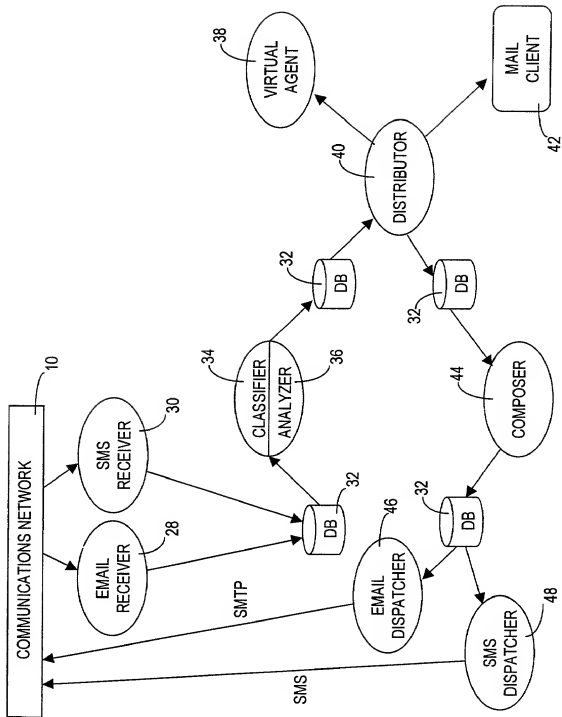 COMMUNICATIONS NETWORK
10
EMAIL
RECEIVER
28
SMS
RECEIVER
30
SMTP
SMS
DB
32
CLASSIFIER
34
ANALYZER
36
DB
32
VIRTUAL
AGENT
38
DISTRIBUTOR
40
MAIL
CLIENT
42
DB
32
COMPOSER
44
DB
32
EMAIL
DISPATCHER
46
SMS
DISPATCHER
48